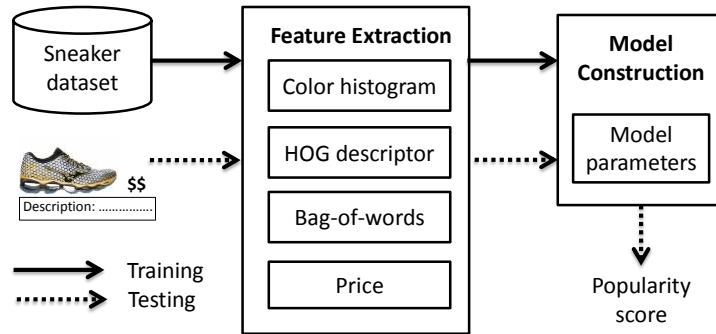 Sneaker
dataset
Feature Extraction
Color histogram
HOG descriptor
Bag-of-words
Price
Model
Construction
Model
parameters
$$
Description: ................
Training
Testing
Popularity
score